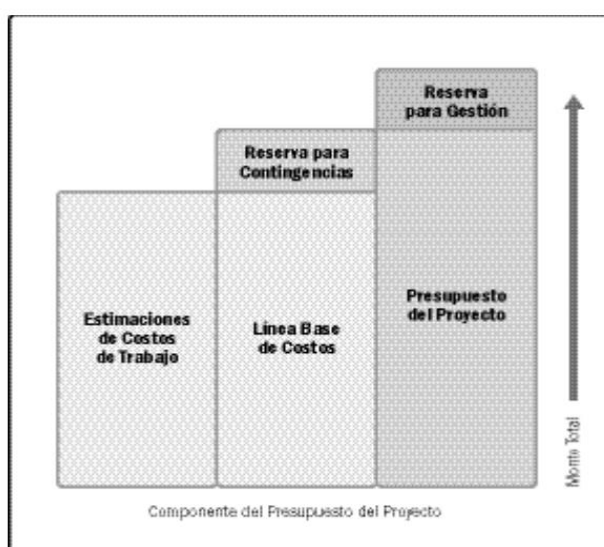 Reserva
para Gestión
Reserva para
Contingencias
Estimaciones
de Costos
de Trabajo
Línea Base
de Costos
Presupuesto
del Proyecto
Monto Total
Componente del Presupuesto del Proyecto